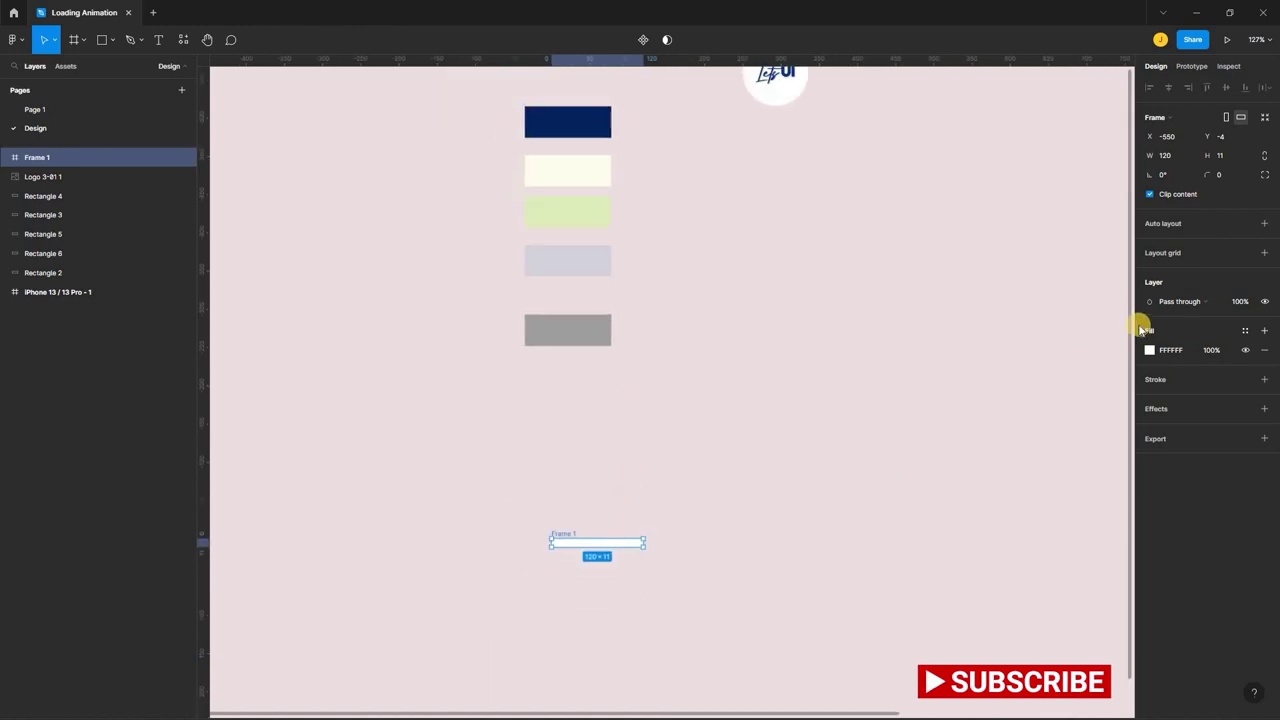 Loading Animation
Share
127%
Layers
Assets
Design
Pages
Page 1
Design
Frame 1
Logo 3-01 1
Rectangle 4
Rectangle 3
Rectangle 5
Rectangle 6
Rectangle 2
iPhone 13 / 13 Pro - 1
Let's UI
Frame 1
120 × 11
Design
Prototype
Inspect
Frame
X -550
Y -4
W 120
H 11
0°
0
Clip content
Auto layout
Layout grid
Layer
Pass through
100%
Fill
FFFFFF
100%
Stroke
Effects
Export
SUBSCRIBE